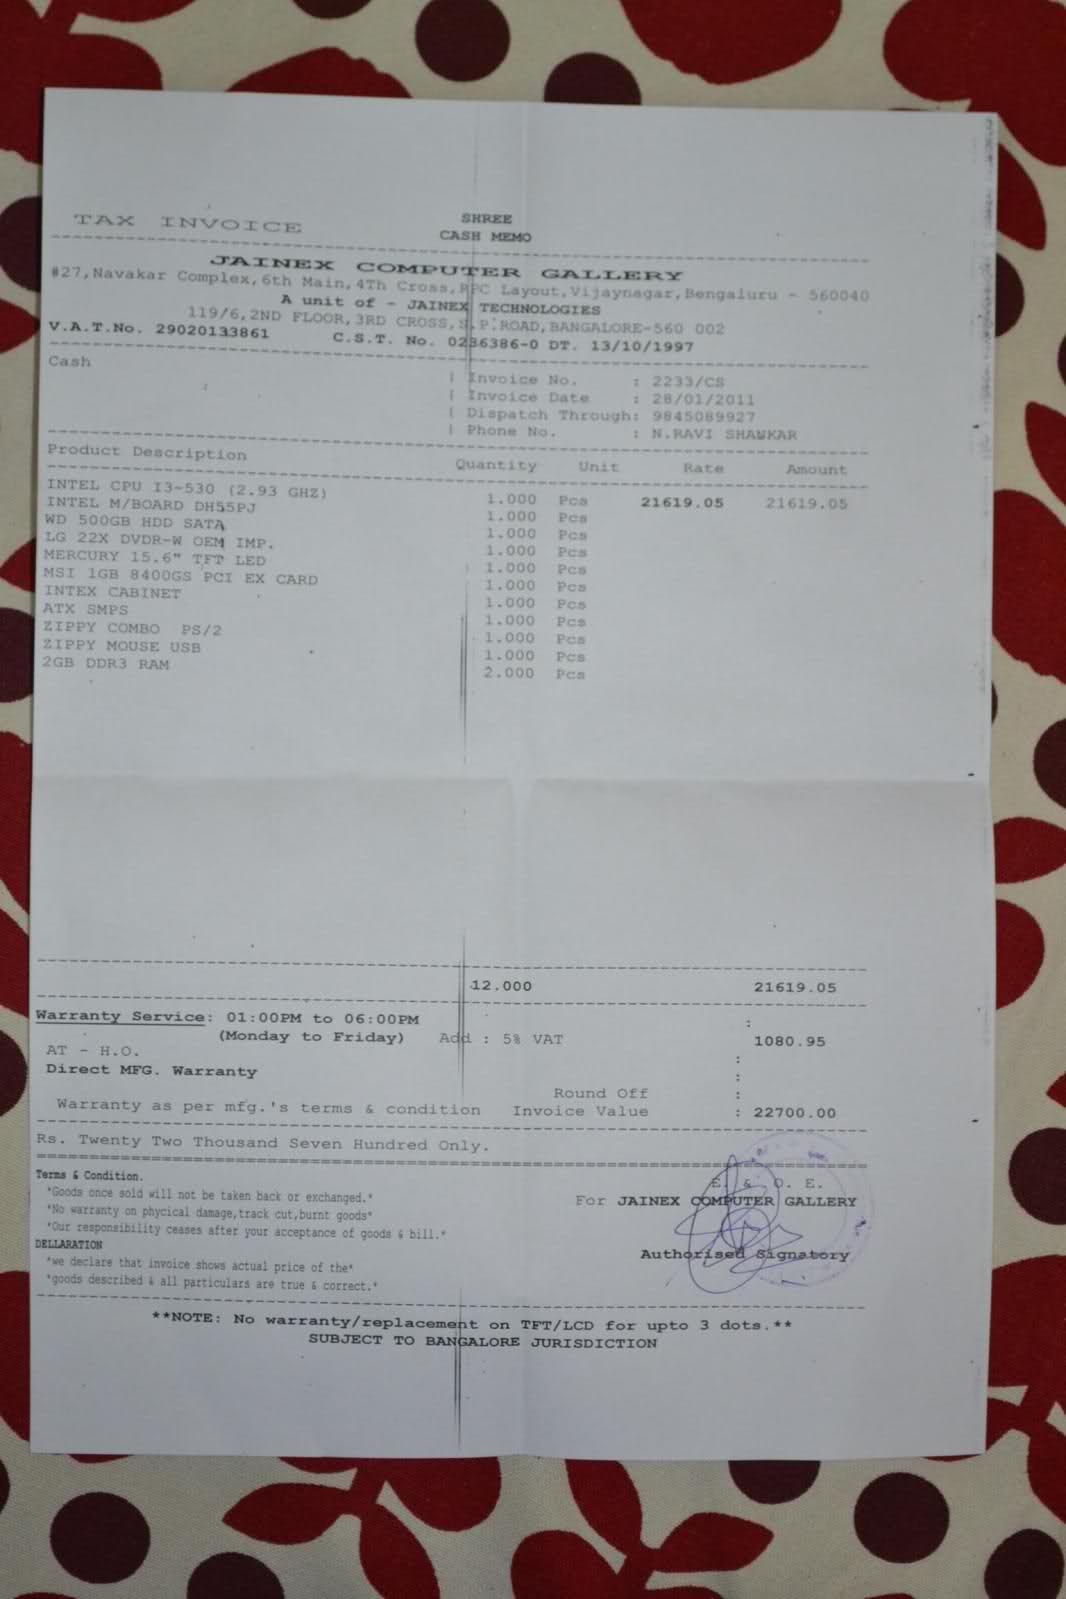 SHREE
TAX INVOICE CASH MEMO
JAINEX COMPUTER GALLERY
#27,Navakar Complex,6th Main,4Th Cross,RPC Layout,Vijaynagar,Bengaluru - 560040
A unit of - JAINEX TECHNOLOGIES
119/6,2ND FLOOR,3RD CROSS,S.P.ROAD,BANGALORE-560 002
V.A.T.No. 29020133861 C.S.T. No. 0236386-0 DT. 13/10/1997
Cash | Invoice No. : 2233/CS
| Invoice Date : 28/01/2011
| Dispatch Through: 9845089927
| Phone No. : N.RAVI SHANKAR
Product Description Quantity Unit Rate Amount
INTEL CPU I3-530 (2.93 GHZ) 1.000 Pcs 21619.05 21619.05
INTEL M/BOARD DH55PJ 1.000 Pcs
WD 500GB HDD SATA 1.000 Pcs
LG 22X DVDR-W OEM IMP. 1.000 Pcs
MERCURY 15.6" TFT LED 1.000 Pcs
MSI 1GB 8400GS PCI EX CARD 1.000 Pcs
INTEX CABINET 1.000 Pcs
ATX SMPS 1.000 Pcs
ZIPPY COMBO PS/2 1.000 Pcs
ZIPPY MOUSE USB 1.000 Pcs
2GB DDR3 RAM 2.000 Pcs
12.000 21619.05
Warranty Service: 01:00PM to 06:00PM :
(Monday to Friday) Add : 5% VAT 1080.95
AT - H.O. :
Direct MFG. Warranty :
Round Off :
Warranty as per mfg.'s terms & condition Invoice Value : 22700.00
Rs. Twenty Two Thousand Seven Hundred Only.
Terms & Condition. E. & O. E.
*Goods once sold will not be taken back or exchanged.* For JAINEX COMPUTER GALLERY
*No warranty on phycical damage,track cut,burnt goods*
*Our responsibility ceases after your acceptance of goods & bill.*
DELLARATION Authorised Signatory
*we declare that invoice shows actual price of the*
*goods described & all particulars are true & correct.*
**NOTE: No warranty/replacement on TFT/LCD for upto 3 dots.**
SUBJECT TO BANGALORE JURISDICTION